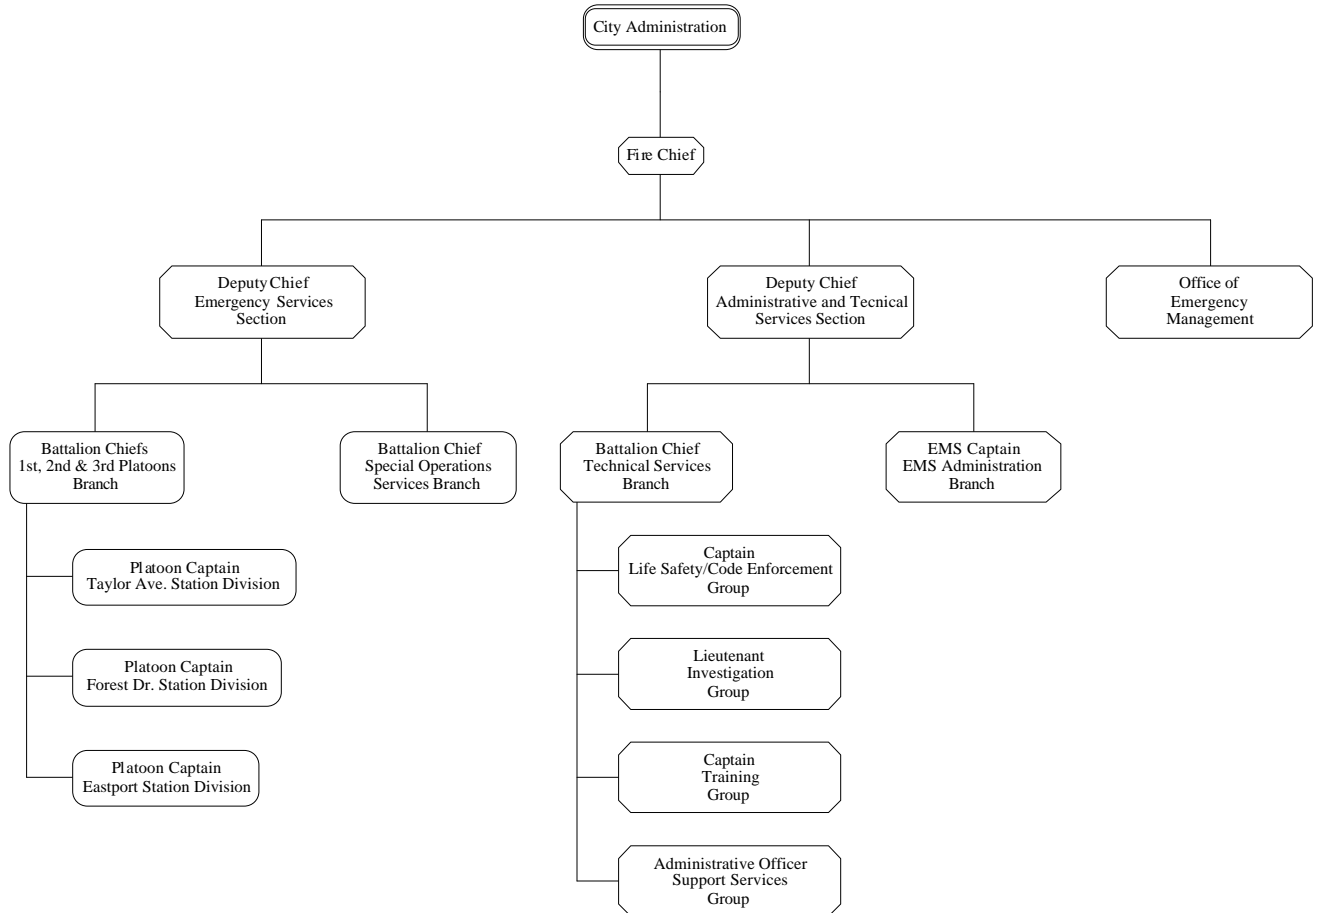 City Administration
Fire Chief
Deputy Chief
Emergency Services
Section
Deputy Chief
Administrative and Tecnical
Services Section
Office of
Emergency
Management
Battalion Chiefs
1st, 2nd & 3rd Platoons
Branch
Battalion Chief
Special Operations
Services Branch
Battalion Chief
Technical Services
Branch
EMS Captain
EMS Administration
Branch
Platoon Captain
Taylor Ave. Station Division
Platoon Captain
Forest Dr. Station Division
Platoon Captain
Eastport Station Division
Captain
Life Safety/Code Enforcement
Group
Lieutenant
Investigation
Group
Captain
Training
Group
Administrative Officer
Support Services
Group